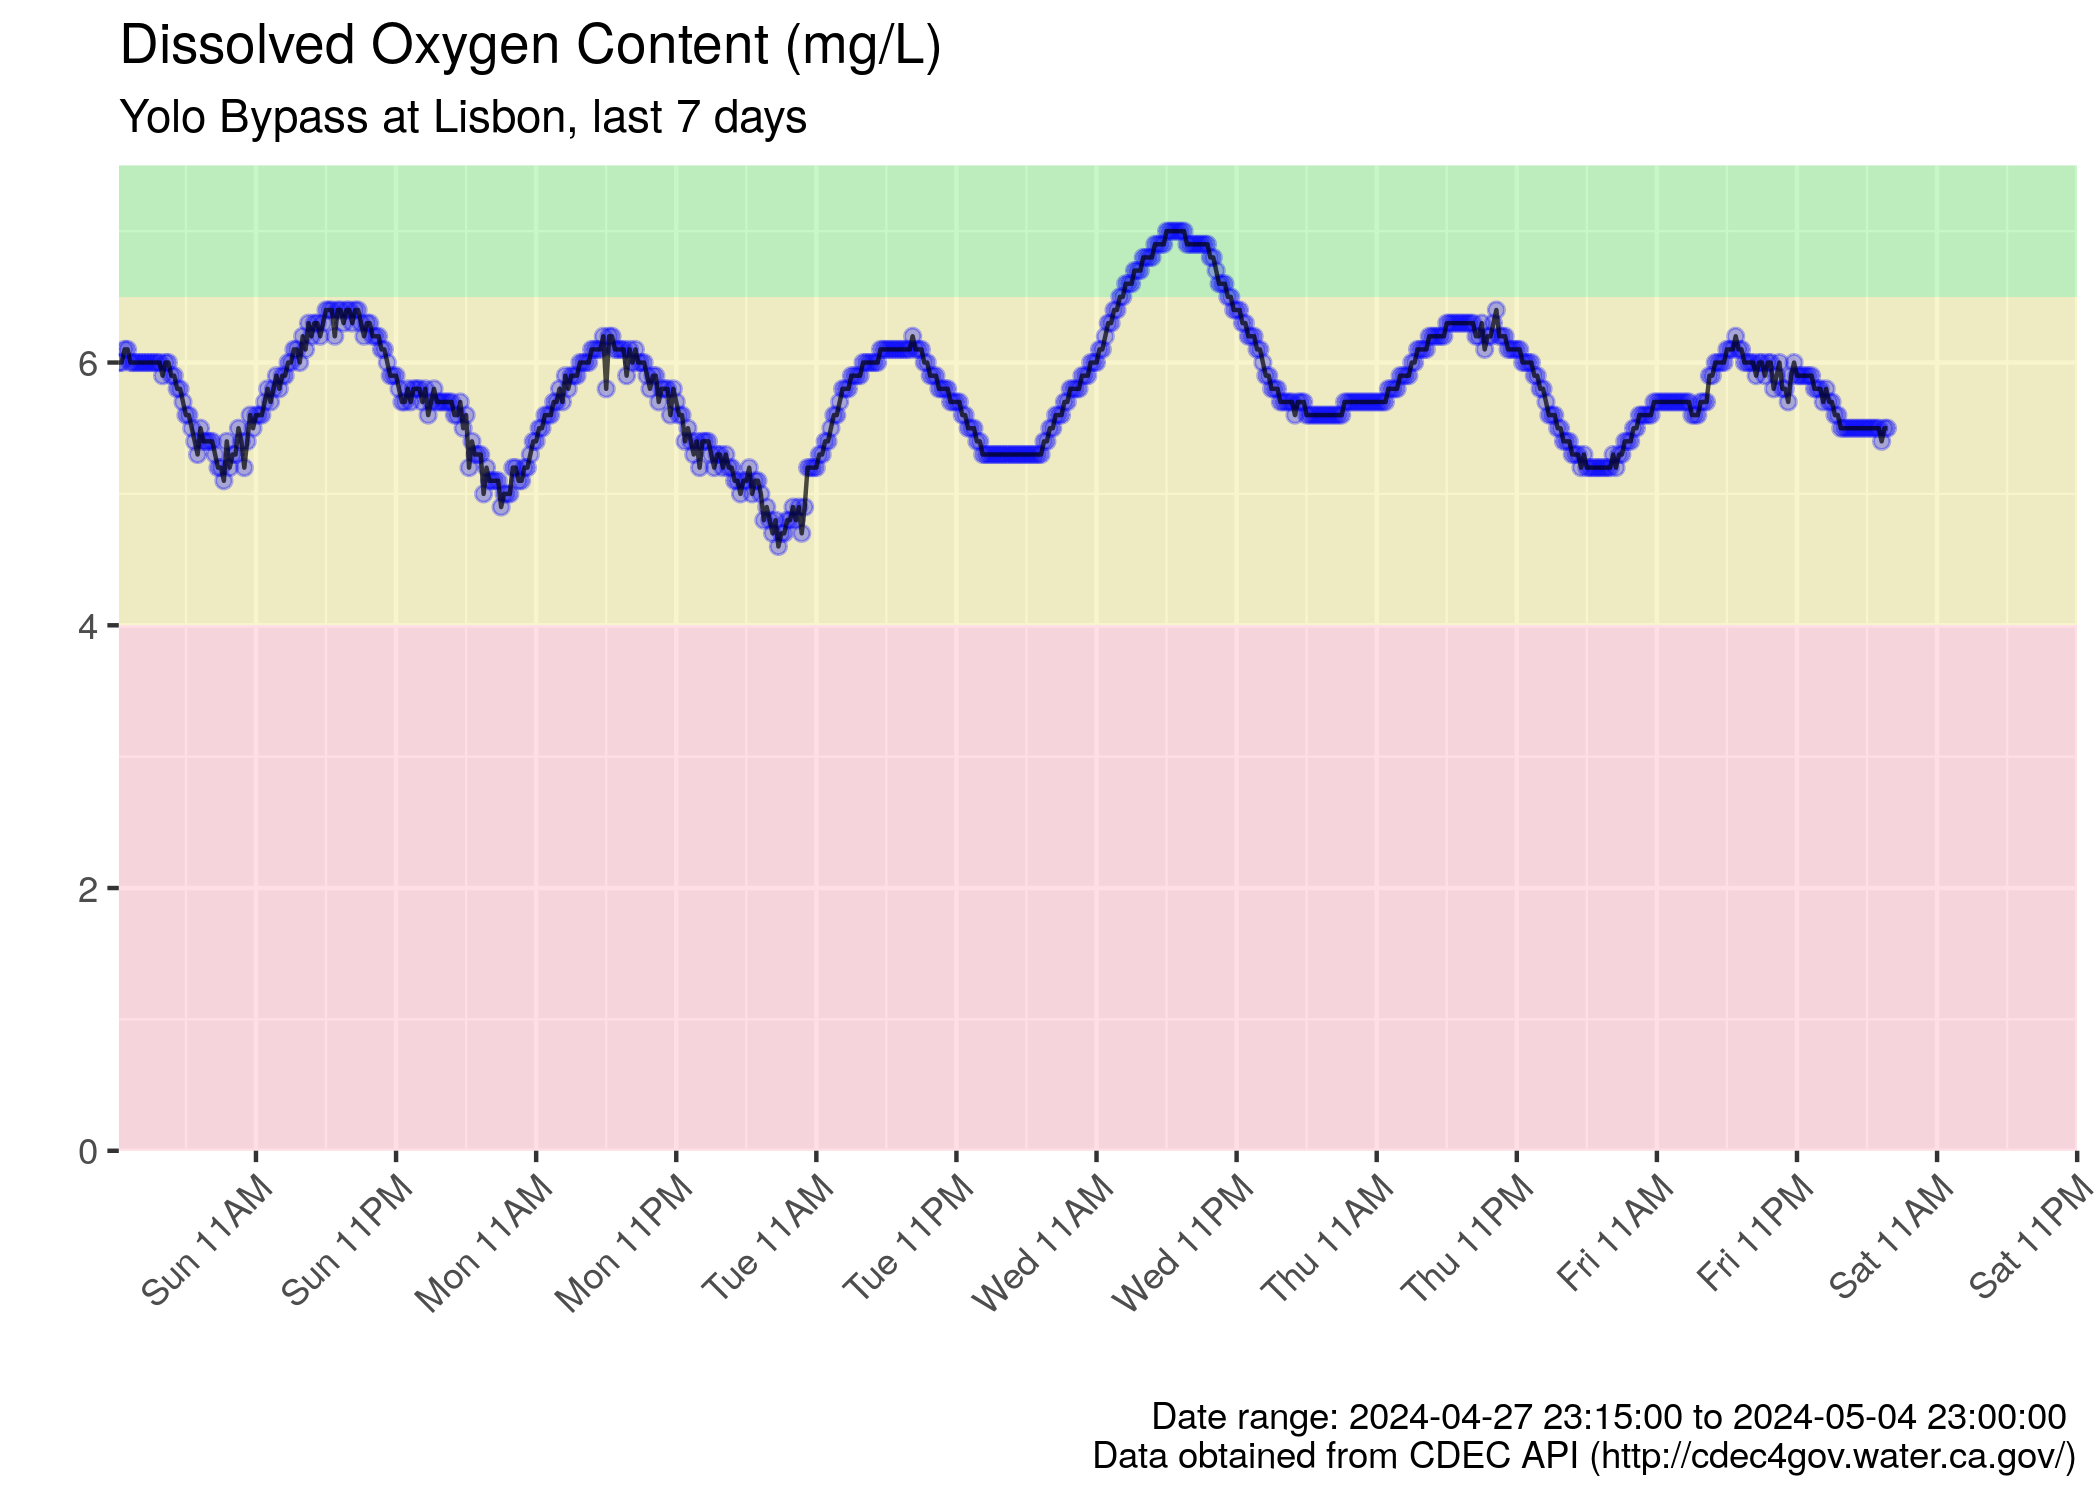 Dissolved Oxygen Content (mg/L)
Yolo Bypass at Lisbon, last 7 days
6
4
2
0
Sun 11AM
Sun 11PM
Mon 11AM
Mon 11PM
Tue 11AM
Tue 11PM
Wed 11AM
Wed 11PM
Thu 11AM
Thu 11PM
Fri 11AM
Fri 11PM
Sat 11AM
Sat 11PM
Date range: 2024-04-27 23:15:00 to 2024-05-04 23:00:00
Data obtained from CDEC API (http://cdec4gov.water.ca.gov/)